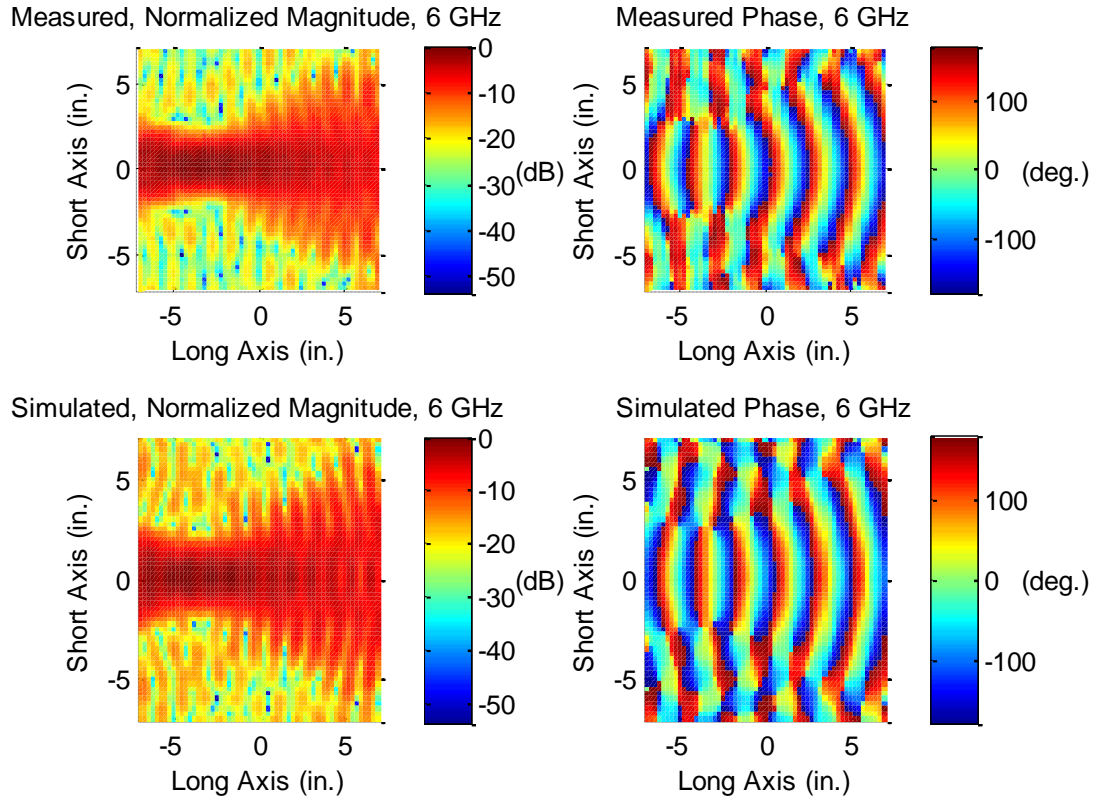 Measured, Normalized Magnitude, 6 GHz
5
0
-5
Short Axis (in.)
-5 0 5
Long Axis (in.)
0
-10
-20
-30
-40
-50
(dB)
Measured Phase, 6 GHz
5
0
-5
Short Axis (in.)
-5 0 5
Long Axis (in.)
100
0
-100
(deg.)
Simulated, Normalized Magnitude, 6 GHz
5
0
-5
Short Axis (in.)
-5 0 5
Long Axis (in.)
0
-10
-20
-30
-40
-50
(dB)
Simulated Phase, 6 GHz
5
0
-5
Short Axis (in.)
-5 0 5
Long Axis (in.)
100
0
-100
(deg.)